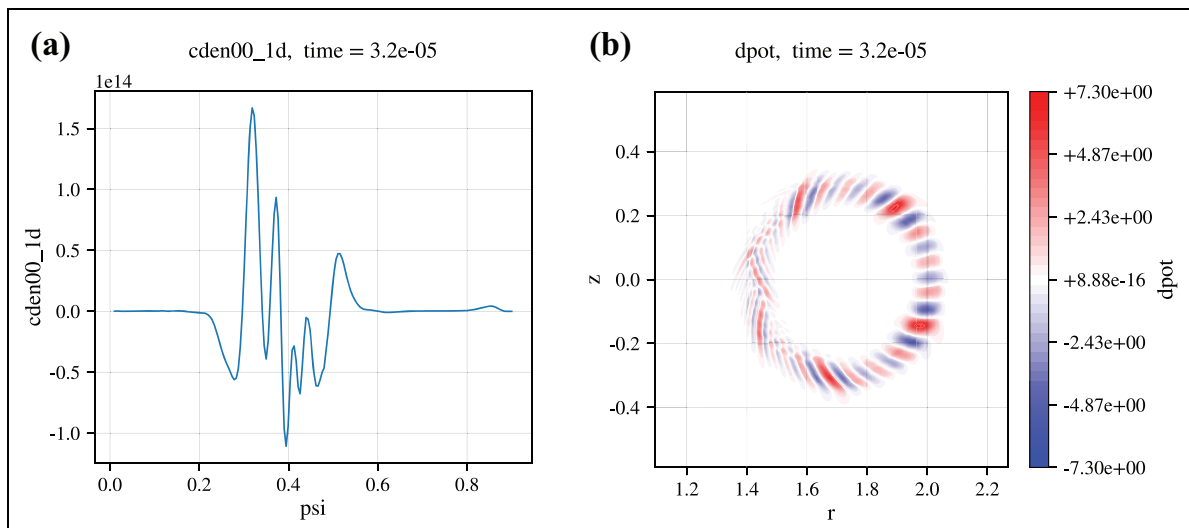 (a)
cden00_1d, time = 3.2e-05
1e14
1.5
1.0
0.5
0.0
-0.5
-1.0
cden00_1d
0.0 0.2 0.4 0.6 0.8
psi
(b)
dpot, time = 3.2e-05
0.4
0.2
0.0
-0.2
-0.4
z
1.2 1.4 1.6 1.8 2.0 2.2
r
+7.30e+00
+4.87e+00
+2.43e+00
+8.88e-16
-2.43e+00
-4.87e+00
-7.30e+00
dpot